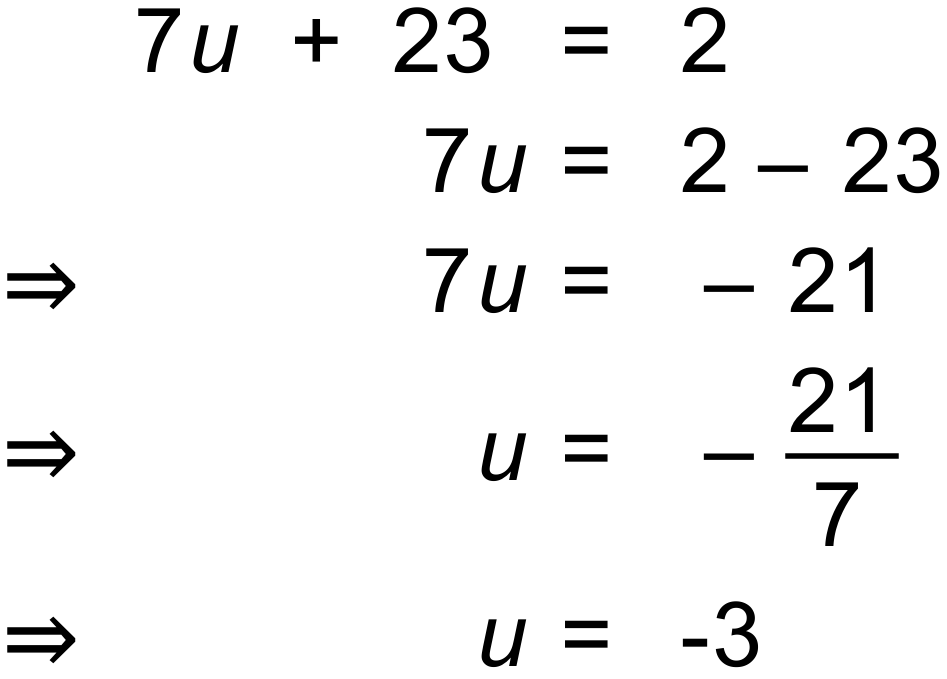 7u + 23 = 2
7u = 2 – 23
⇒ 7u = – 21
⇒ u = – 21/7
⇒ u = -3